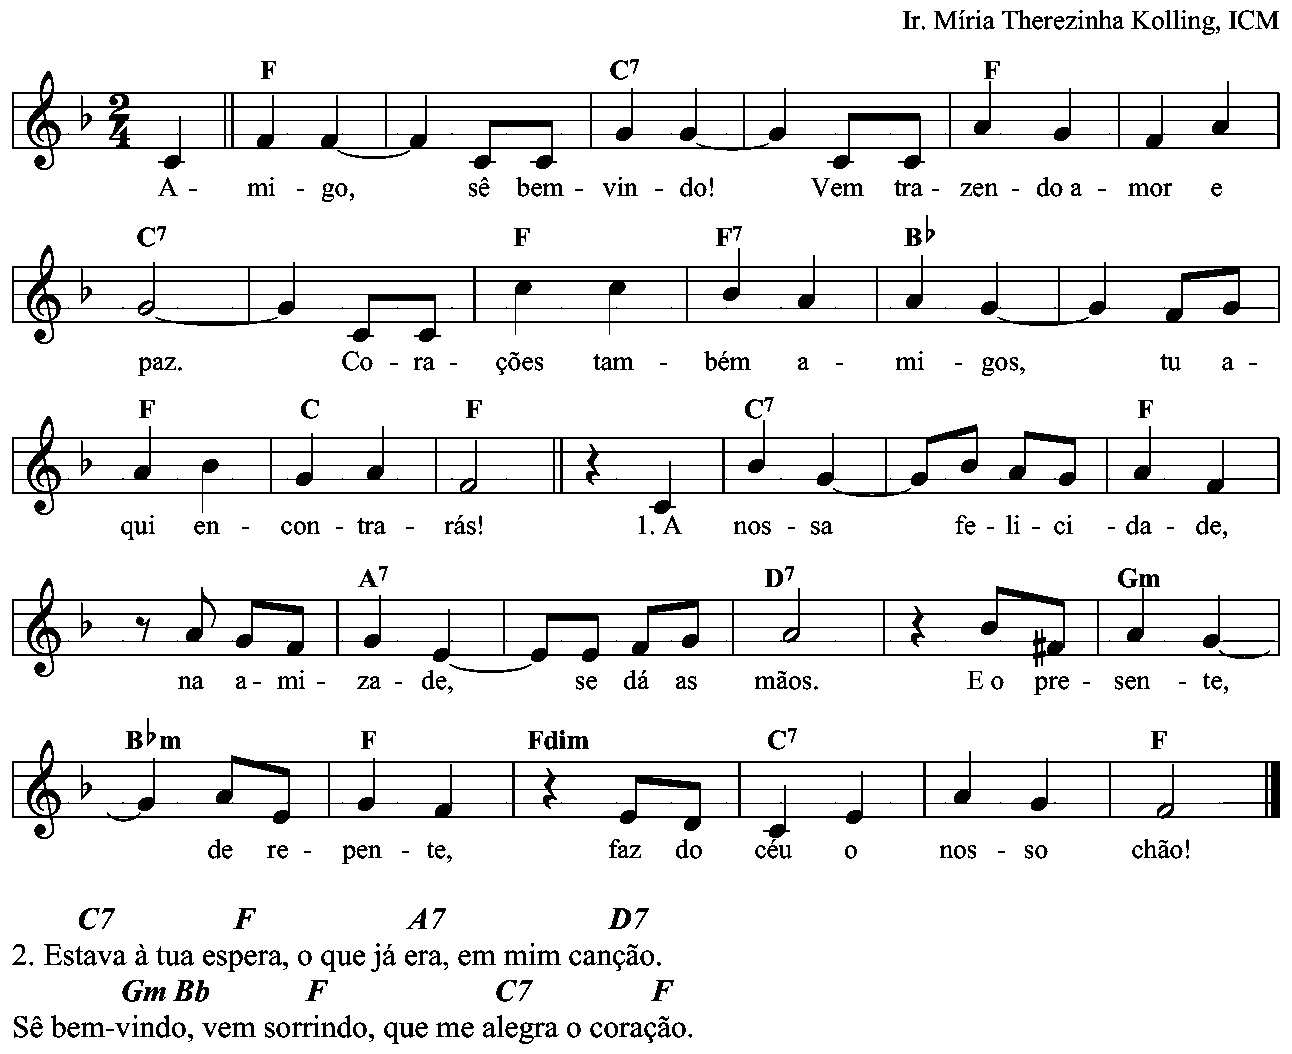 Ir. Míria Therezinha Kolling, ICM
F C7 F
2 4
A - mi - go, sê bem - vin - do! Vem tra - zen - do a - mor e
C7 F F7 B♭
paz. Co - ra - ções tam - bém a - mi - gos, tu a -
F C F C7 F
qui en - con - tra - rás! 1. A nos - sa fe - li - ci - da - de,
A7 D7 Gm
na a - mi - za - de, se dá as mãos. E o pre - sen - te,
B♭m F Fdim C7 F
de re - pen - te, faz do céu o nos - so chão!
C7 F A7 D7
2. Estava à tua espera, o que já era, em mim canção.
Gm Bb F C7 F
Sê bem-vindo, vem sorrindo, que me alegra o coração.